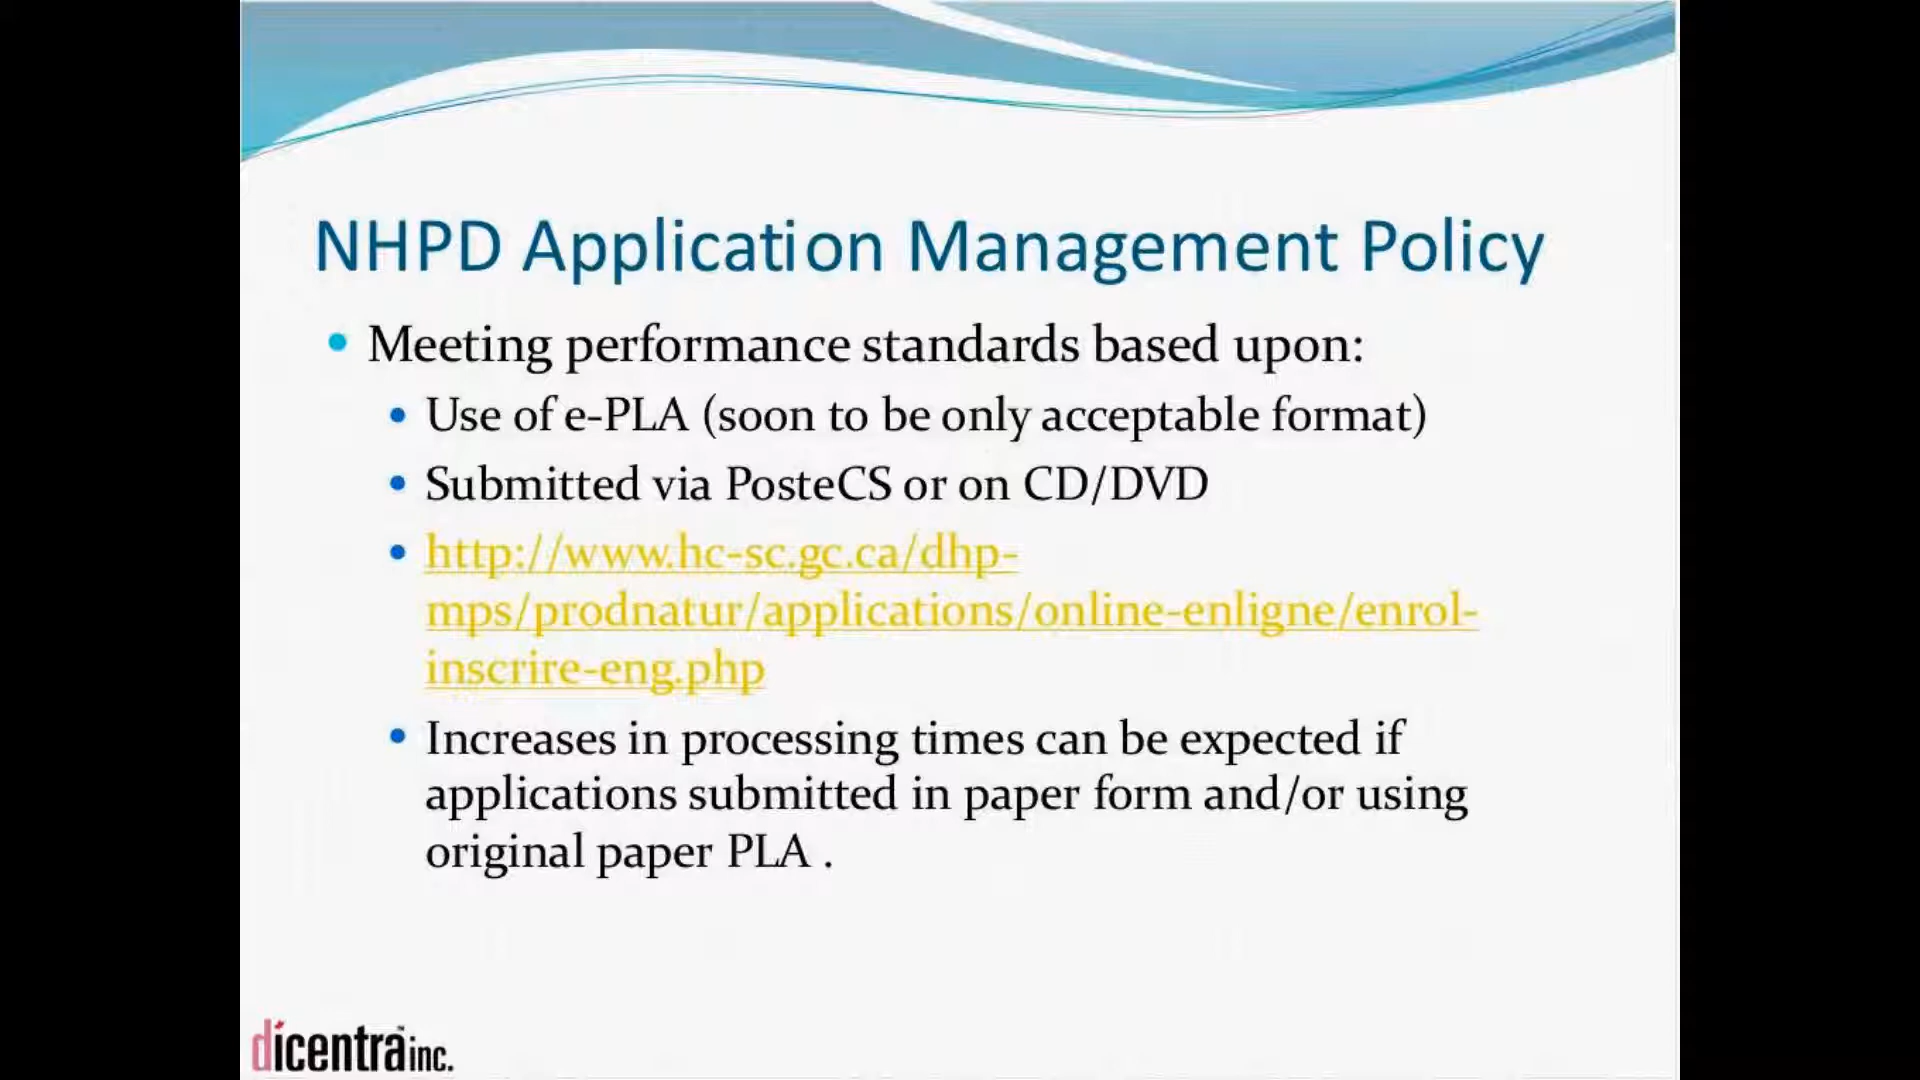 NHPD Application Management Policy
• Meeting performance standards based upon:
• Use of e-PLA (soon to be only acceptable format)
• Submitted via PosteCS or on CD/DVD
• http://www.hc-sc.gc.ca/dhp-
mps/prodnatur/applications/online-enligne/enrol-
inscrire-eng.php
• Increases in processing times can be expected if
applications submitted in paper form and/or using
original paper PLA .
dicentra inc.